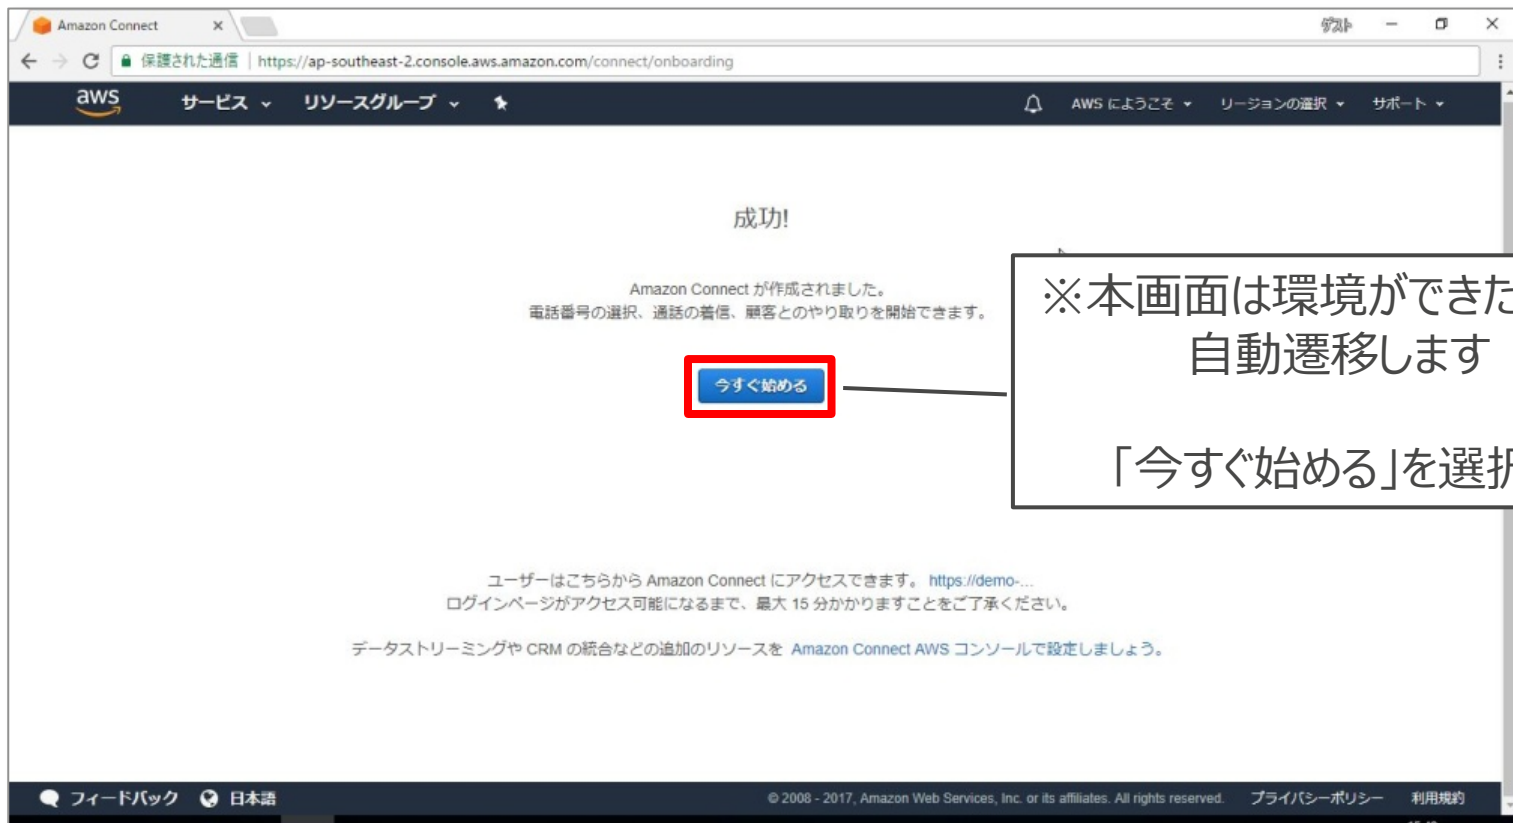 Amazon Connect
ゲスト
保護された通信 | https://ap-southeast-2.console.aws.amazon.com/connect/onboarding
aws サービス リソースグループ AWS にようこそ リージョンの選択 サポート
成功!
Amazon Connect が作成されました。
電話番号の選択、通話の着信、顧客とのやり取りを開始できます。
今すぐ始める
※本画面は環境ができた
自動遷移します
「今すぐ始める」を選択
ユーザーはこちらから Amazon Connect にアクセスできます。 https://demo-...
ログインページがアクセス可能になるまで、最大 15 分かかりますことをご了承ください。
データストリーミングや CRM の統合などの追加のリソースを Amazon Connect AWS コンソールで設定しましょう。
フィードバック 日本語 © 2008 - 2017, Amazon Web Services, Inc. or its affiliates. All rights reserved. プライバシーポリシー 利用規約